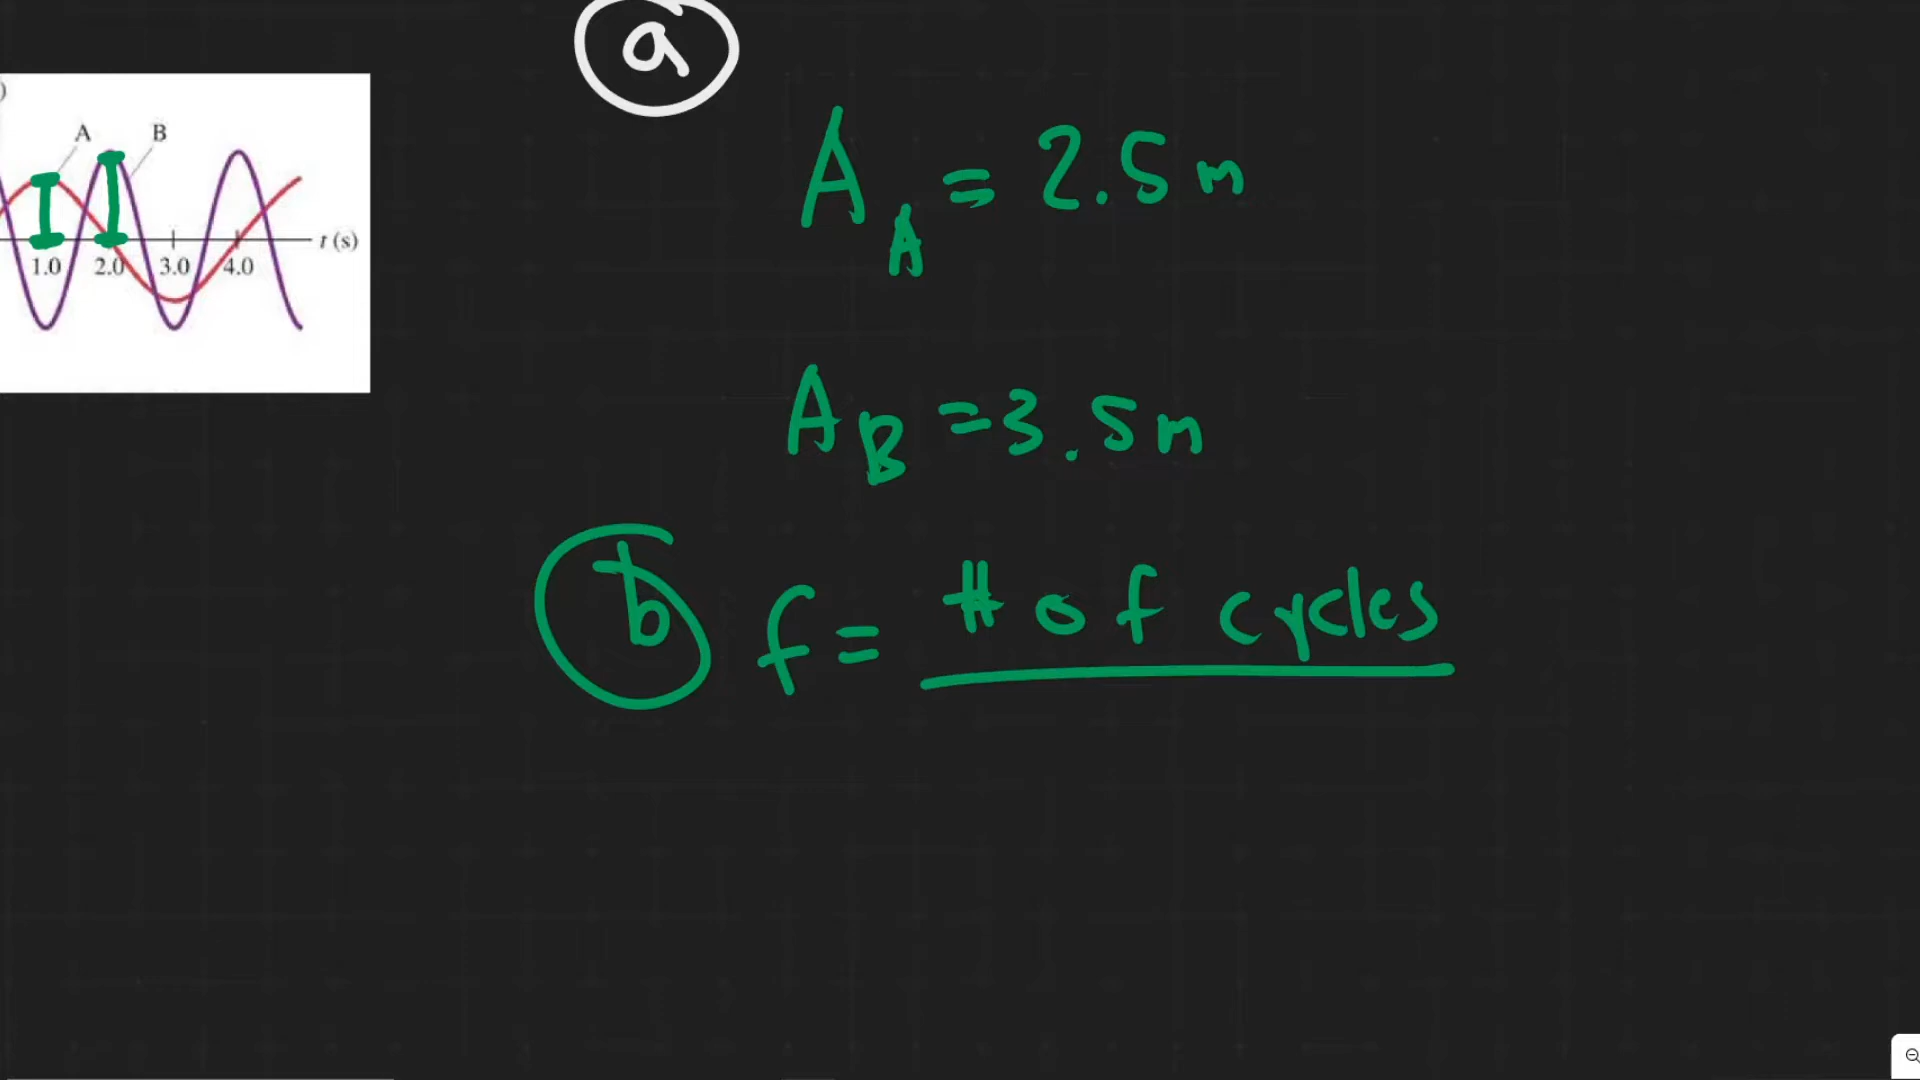 a
)
A B
t (s)
1.0 2.0 3.0 4.0
A_A = 2.5 m
A_B = 3.5 m
b f = # of cycles